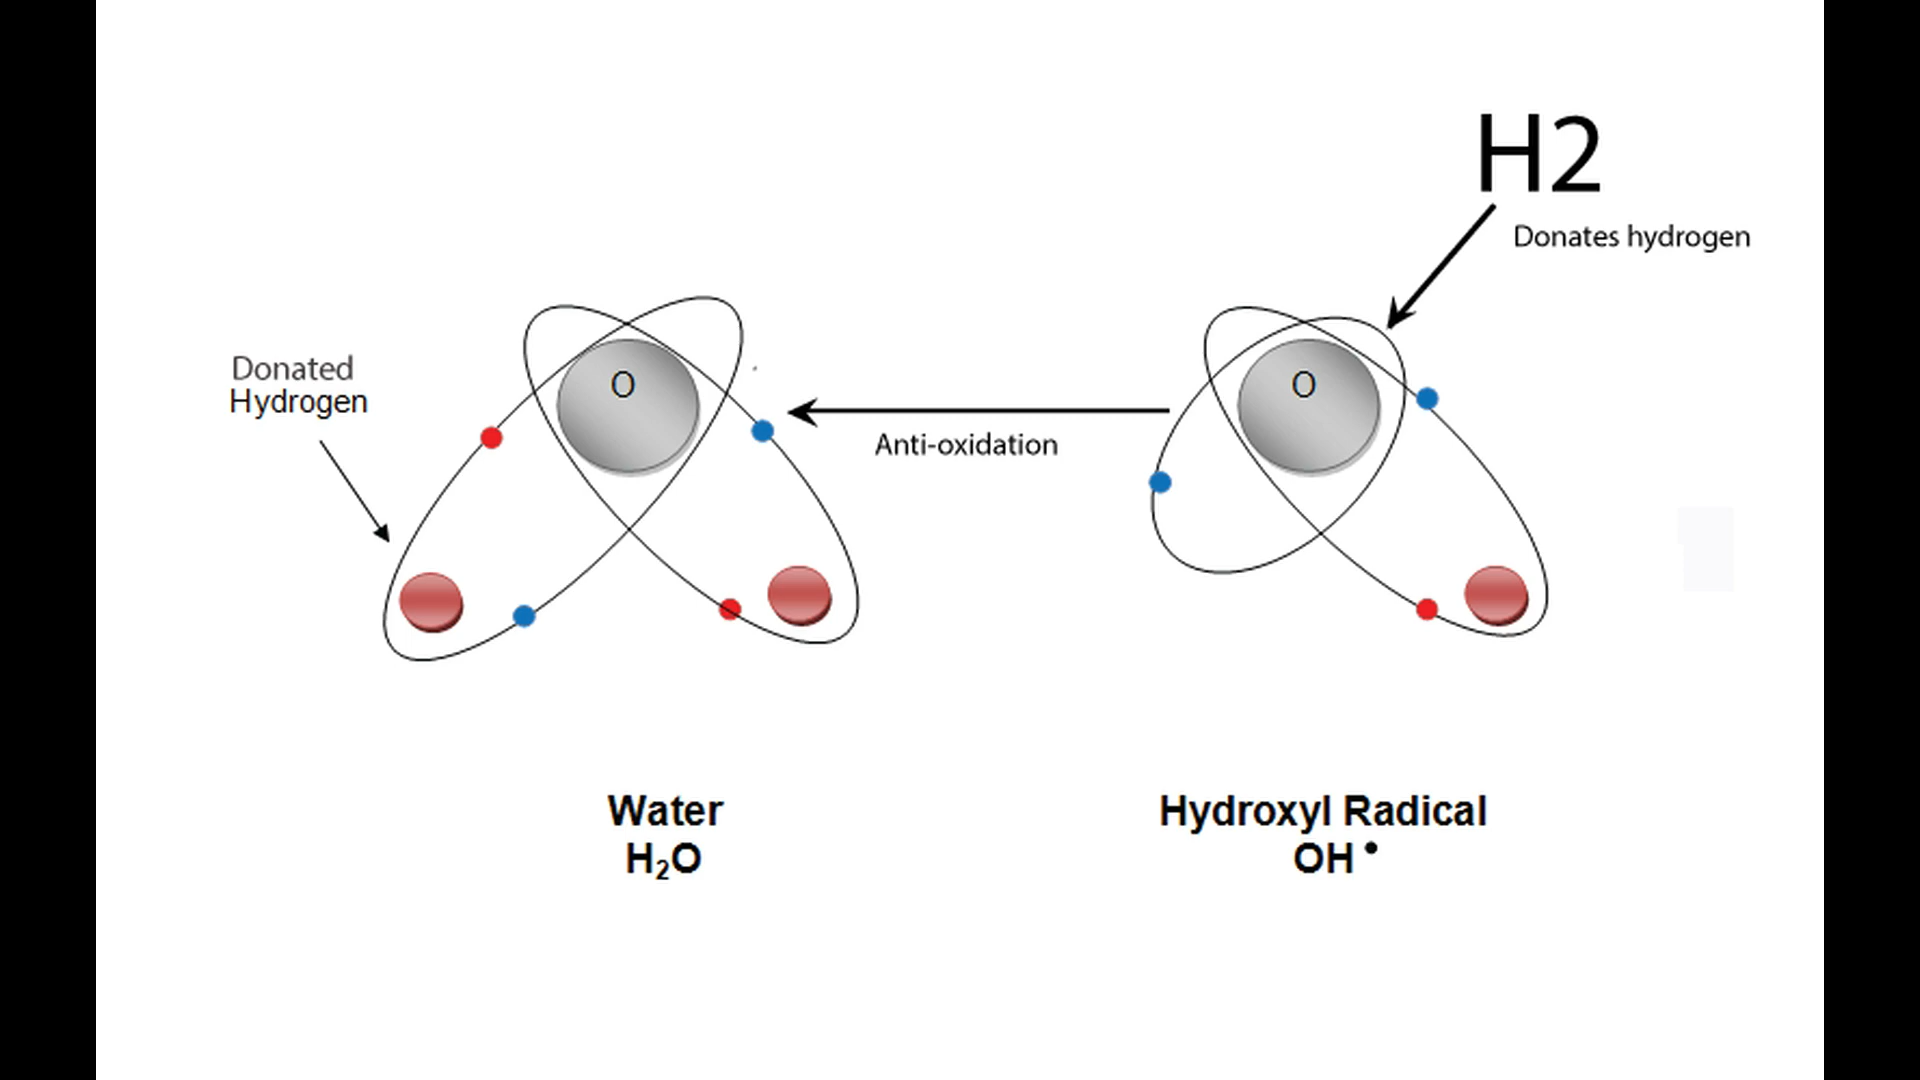 H2
Donates hydrogen
Donated
Hydrogen
O
O
Anti-oxidation
Water
H₂O
Hydroxyl Radical
OH •